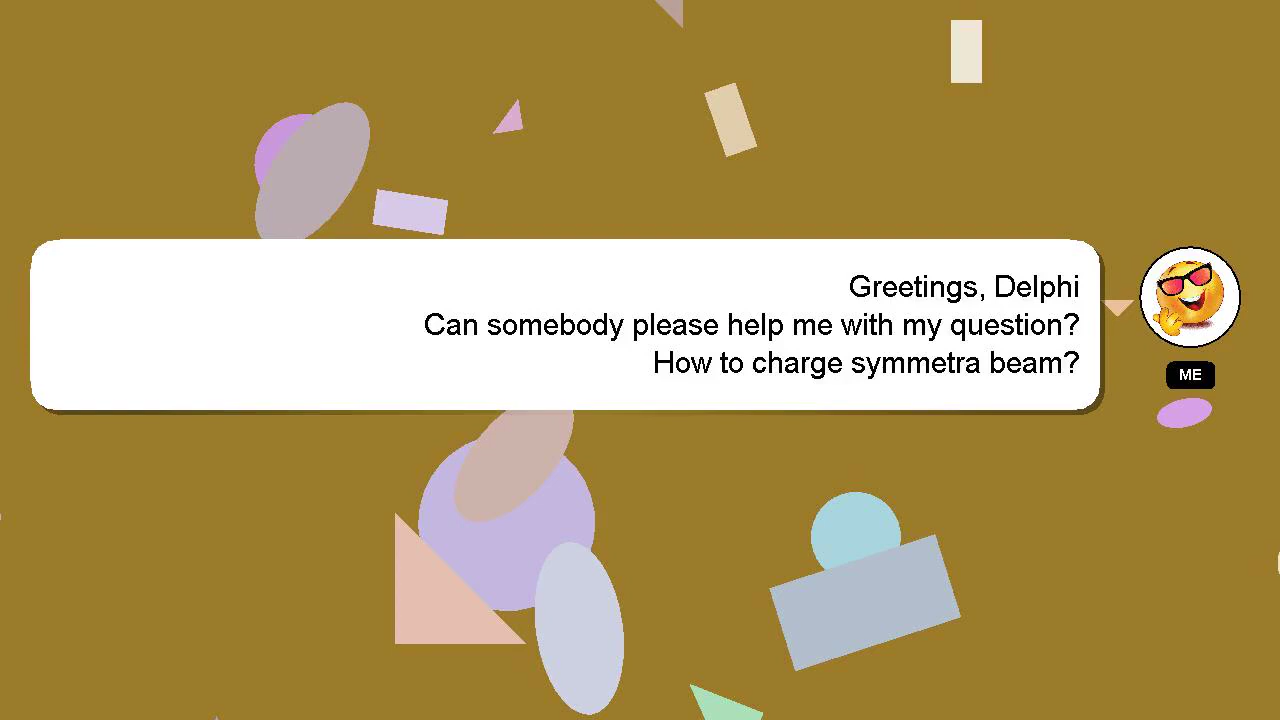 Greetings, Delphi
Can somebody please help me with my question?
How to charge symmetra beam?
ME